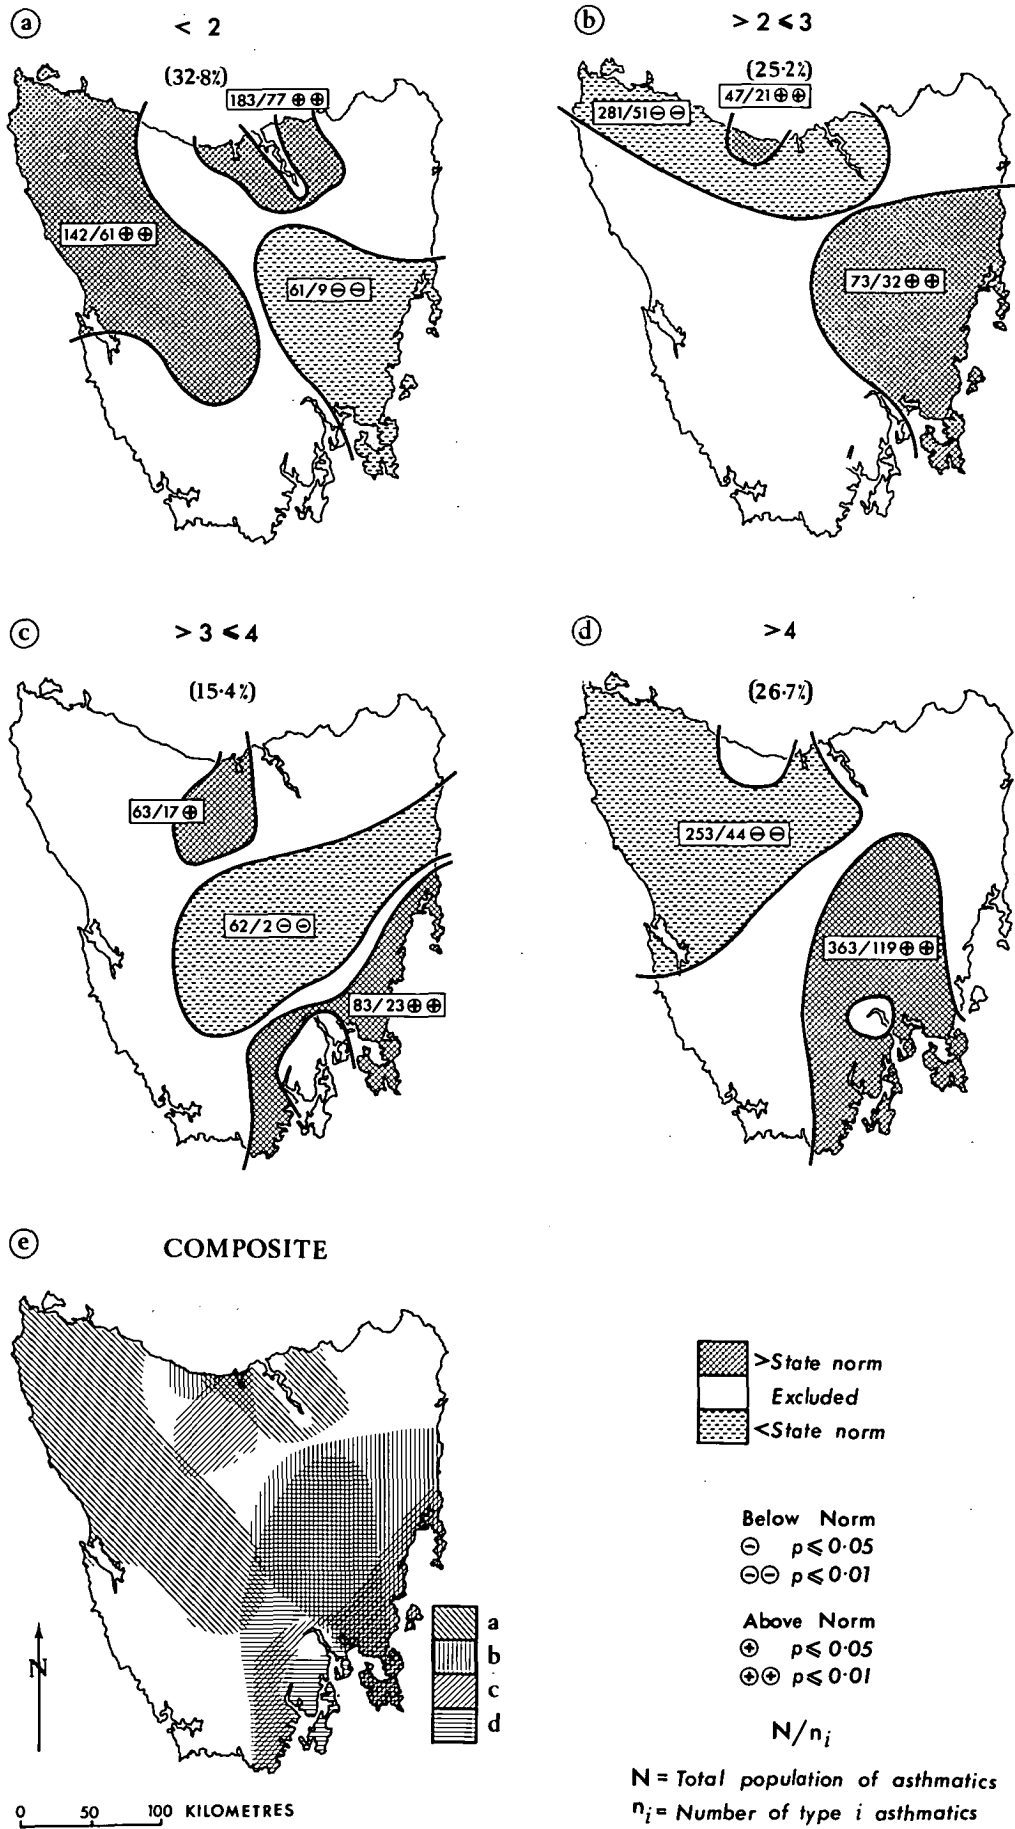 a
< 2
(32·8%)
183/77 ⊕ ⊕
142/61 ⊕ ⊕
61/9 ⊖ ⊖
b
> 2 ⩽ 3
(25·2%)
281/51 ⊖ ⊖
47/21 ⊕ ⊕
73/32 ⊕ ⊕
c
> 3 ⩽ 4
(15·4%)
63/17 ⊕
62/2 ⊖ ⊖
83/23 ⊕ ⊕
d
>4
(26·7%)
253/44 ⊖ ⊖
363/119 ⊕ ⊕
e
COMPOSITE
N
a
b
c
d
0 50 100 KILOMETRES
>State norm
Excluded
<State norm
Below Norm
⊖ p⩽0·05
⊖⊖ p⩽0·01
Above Norm
⊕ p⩽0·05
⊕⊕ p⩽0·01
N/ni
N = Total population of asthmatics
ni = Number of type i asthmatics